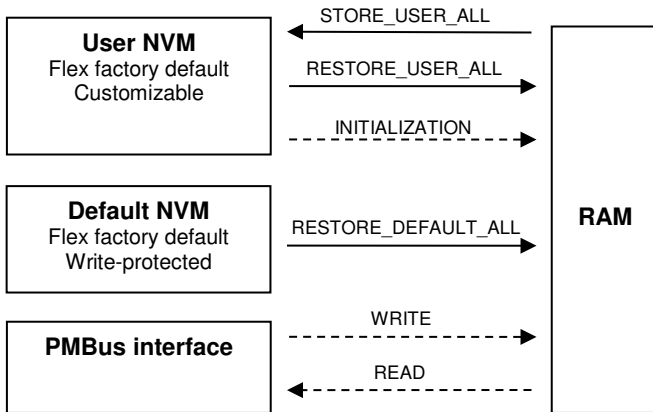 STORE_USER_ALL
User NVM
Flex factory default
Customizable
RESTORE_USER_ALL
INITIALIZATION
Default NVM
Flex factory default
Write-protected
RESTORE_DEFAULT_ALL
RAM
WRITE
PMBus interface
READ